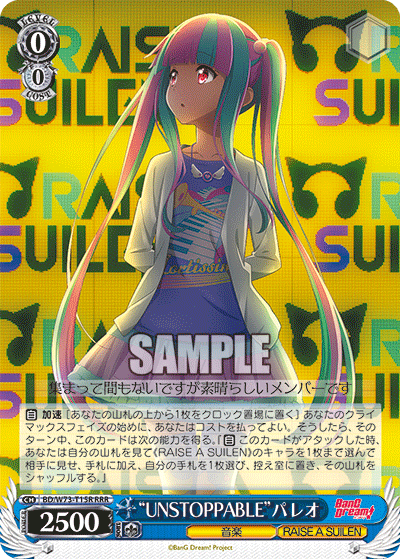 LEVEL
0
0
COST
RAISE
SUILEN
RAISE
SUILEN
RAIS
SUILEN
fortissimo
SAMPLE
集まって間もないですが素晴らしいメンバーです
【自】加速［あなたの山札の上から1枚をクロック置場に置く］あなたのクライ
マックスフェイズの始めに、あなたはコストを払ってよい。そうしたら、その
ターン中、このカードは次の能力を得る。『【自】このカードがアタックした時、
あなたは自分の山札を見て《RAISE A SUILEN》のキャラを1枚まで選んで
相手に見せ、手札に加え、自分の手札を1枚選び、控え室に置き、その山札を
シャッフルする。』
CH BD/W73-T15R RRR
2500
"UNSTOPPABLE"パレオ
BanG Dream!
音楽
RAISE A SUILEN
©BanG Dream! Project